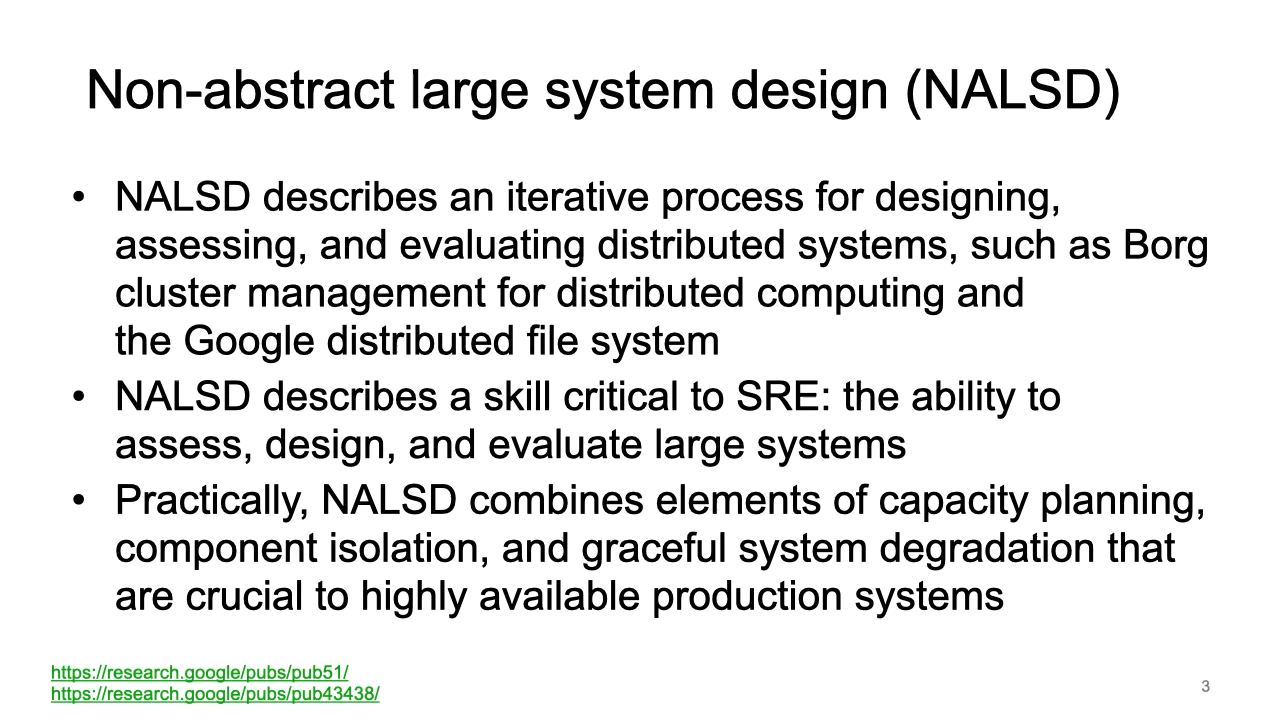 Non-abstract large system design (NALSD)
• NALSD describes an iterative process for designing,
assessing, and evaluating distributed systems, such as Borg
cluster management for distributed computing and
the Google distributed file system
• NALSD describes a skill critical to SRE: the ability to
assess, design, and evaluate large systems
• Practically, NALSD combines elements of capacity planning,
component isolation, and graceful system degradation that
are crucial to highly available production systems
https://research.google/pubs/pub51/
https://research.google/pubs/pub43438/
3